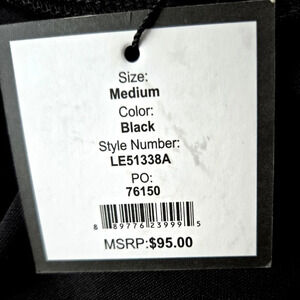 Size:
Medium
Color:
Black
Style Number:
LE51338A
PO:
76150
8 89776 23999 5
MSRP:$95.00